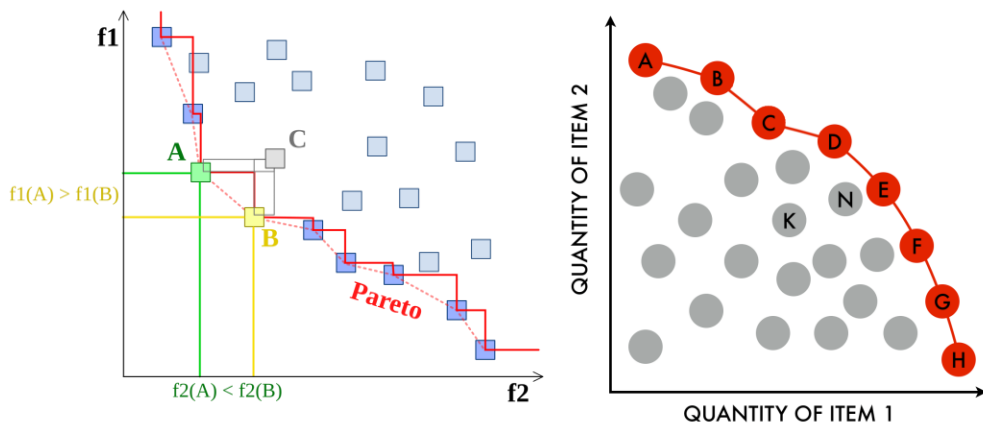 f1
A
C
f1(A) > f1(B)
B
Pareto
f2(A) < f2(B)
f2
QUANTITY OF ITEM 2
A
B
C
D
E
N
K
F
G
H
QUANTITY OF ITEM 1